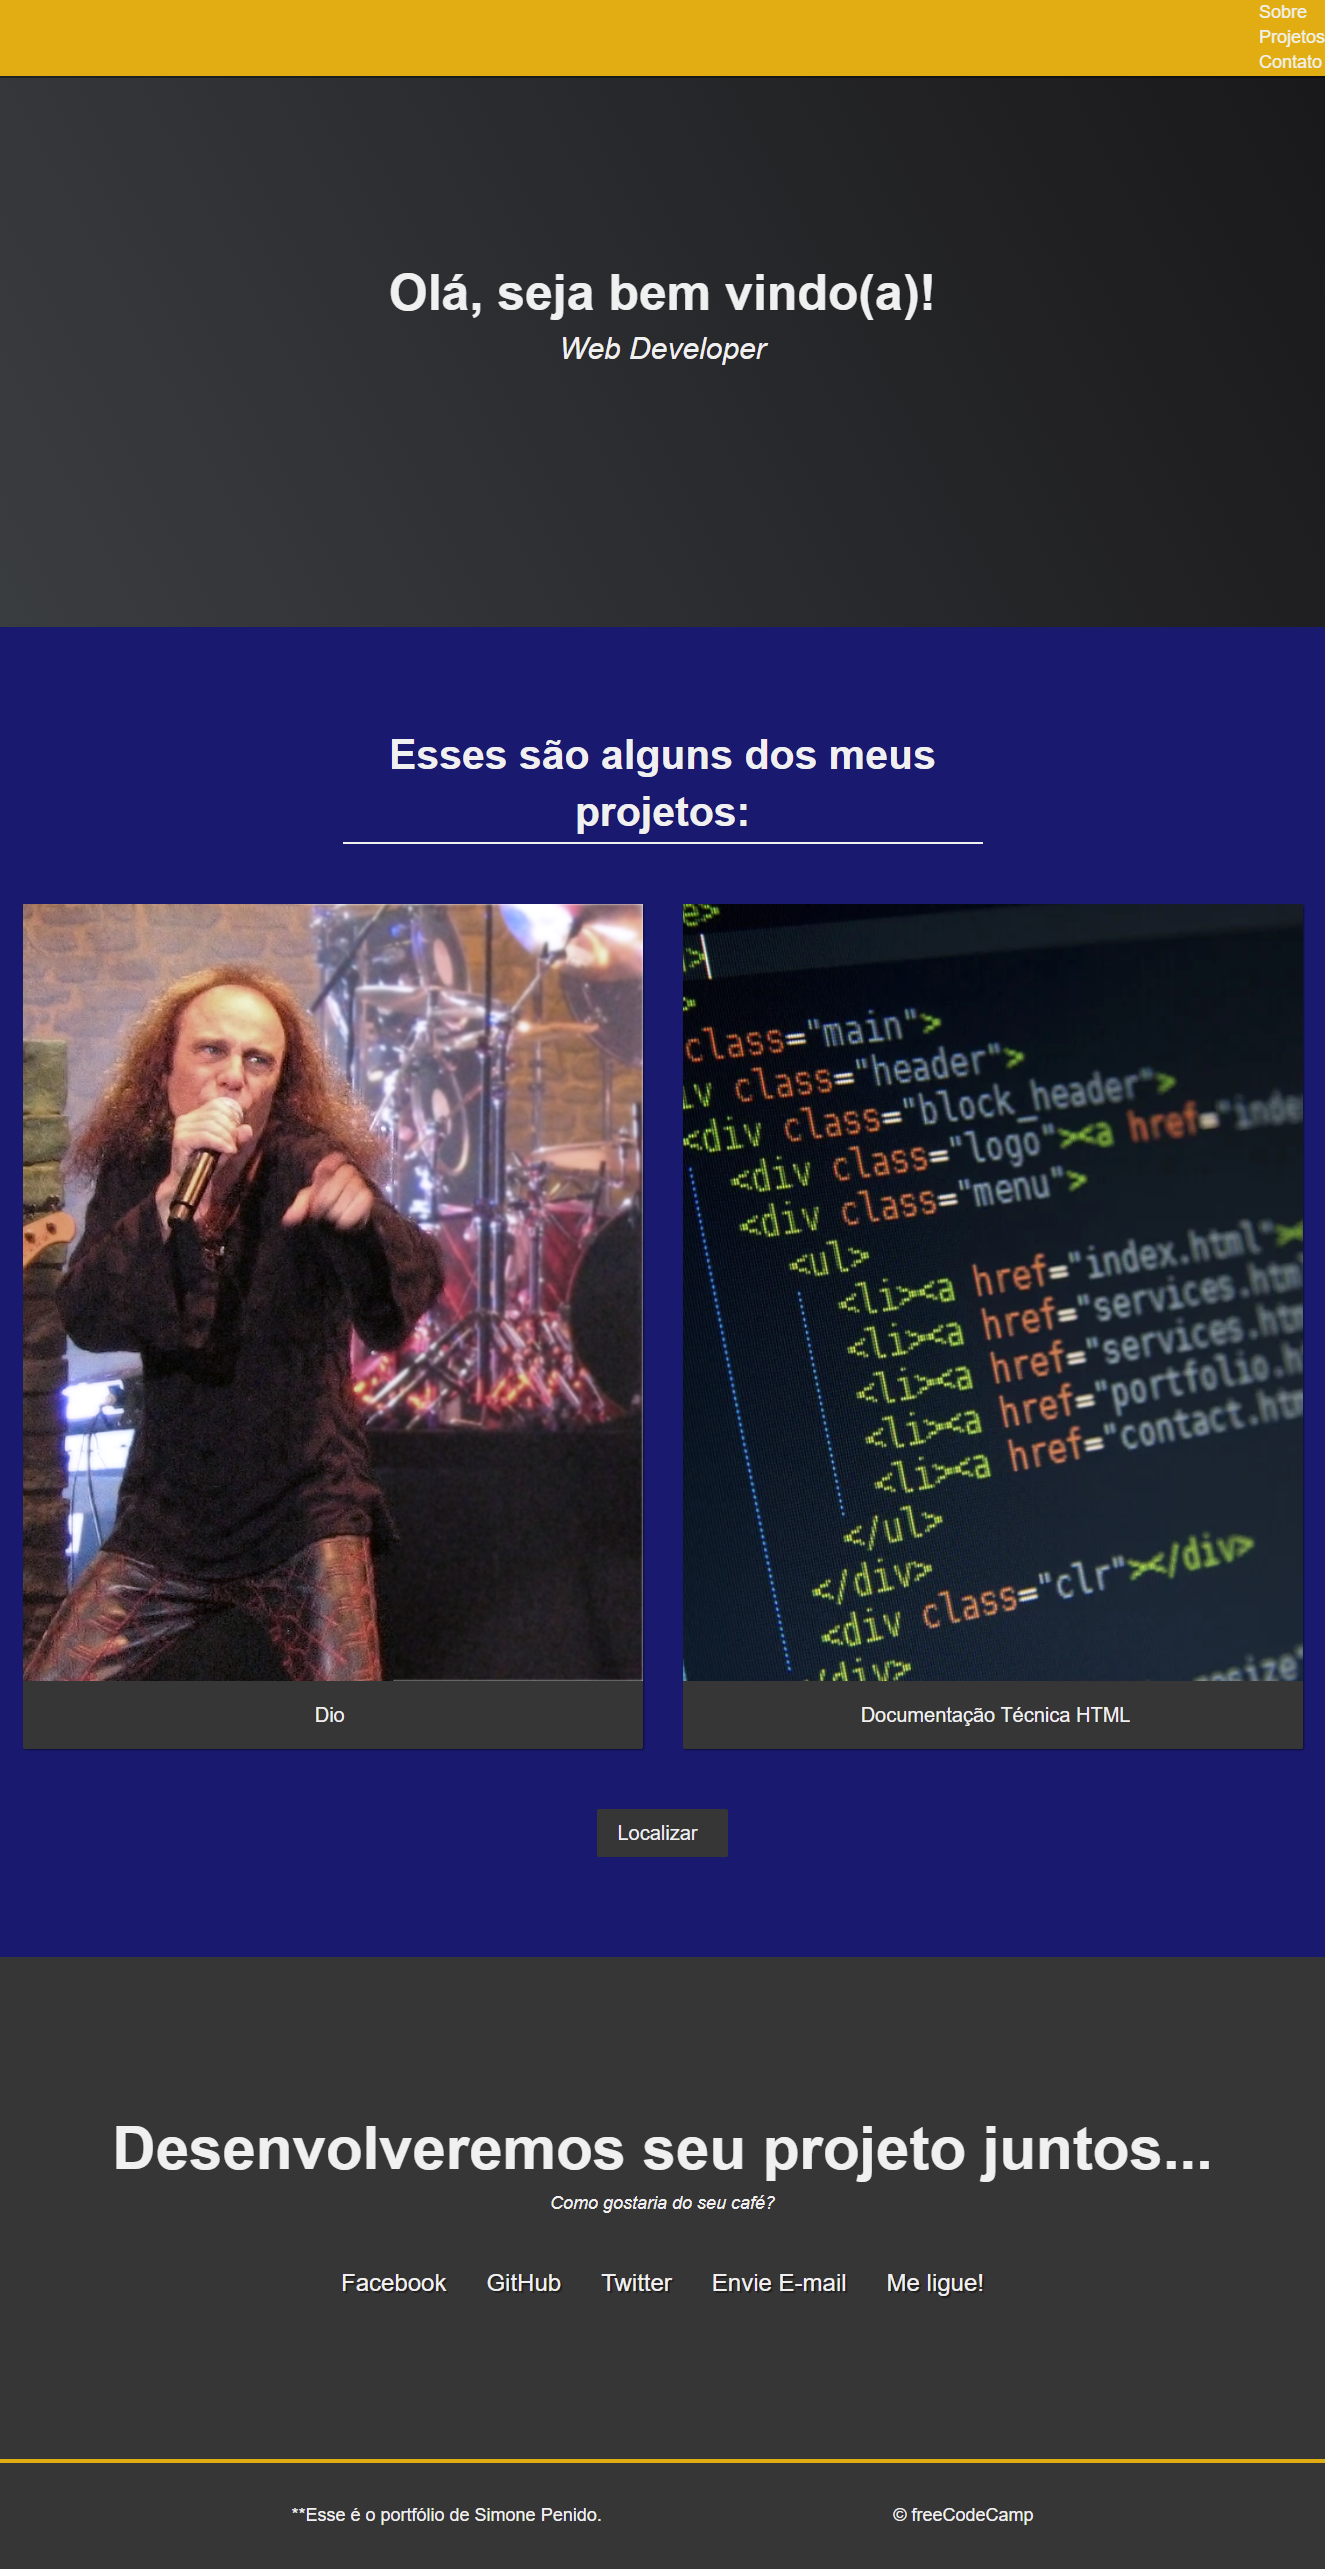 Sobre
Projetos
Contato
Olá, seja bem vindo(a)!
Web Developer
Esses são alguns dos meus
projetos:
e>
>
>
class="main">
iv class="header">
<div class="block_header">
<div class="logo"><a href="inde
<div class="menu">
<ul>
<li><a href="index.html"><
<li><a href="services.htm
<li><a href="services.htm
<li><a href="portfolio.h
<li><a href="contact.htm
</ul>
</div>
<div class="clr"></div>
</div>
Dio
Documentação Técnica HTML
Localizar
Desenvolveremos seu projeto juntos...
Como gostaria do seu café?
Facebook GitHub Twitter Envie E-mail Me ligue!
**Esse é o portfólio de Simone Penido. © freeCodeCamp